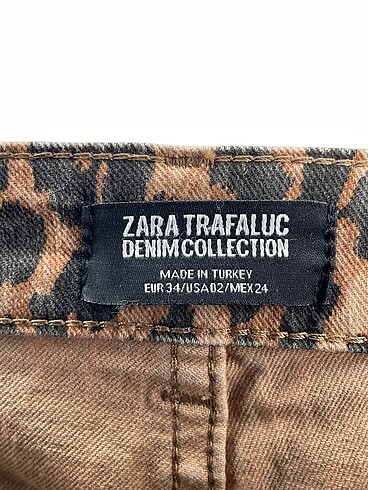 ZARA TRAFALUC
DENIM COLLECTION
MADE IN TURKEY
EUR 34/USA 02/MEX 24